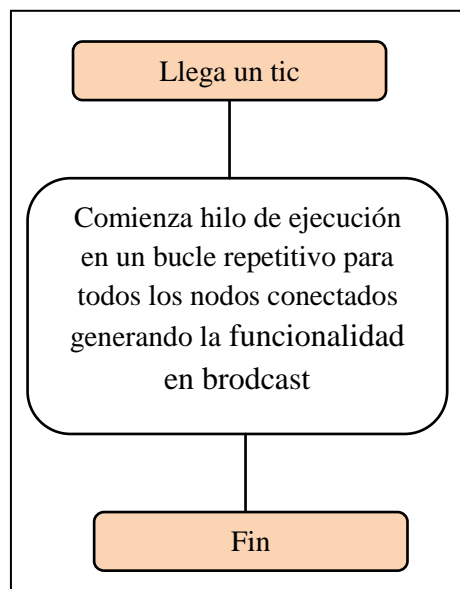 Llega un tic
Comienza hilo de ejecución
en un bucle repetitivo para
todos los nodos conectados
generando la funcionalidad
en brodcast
Fin